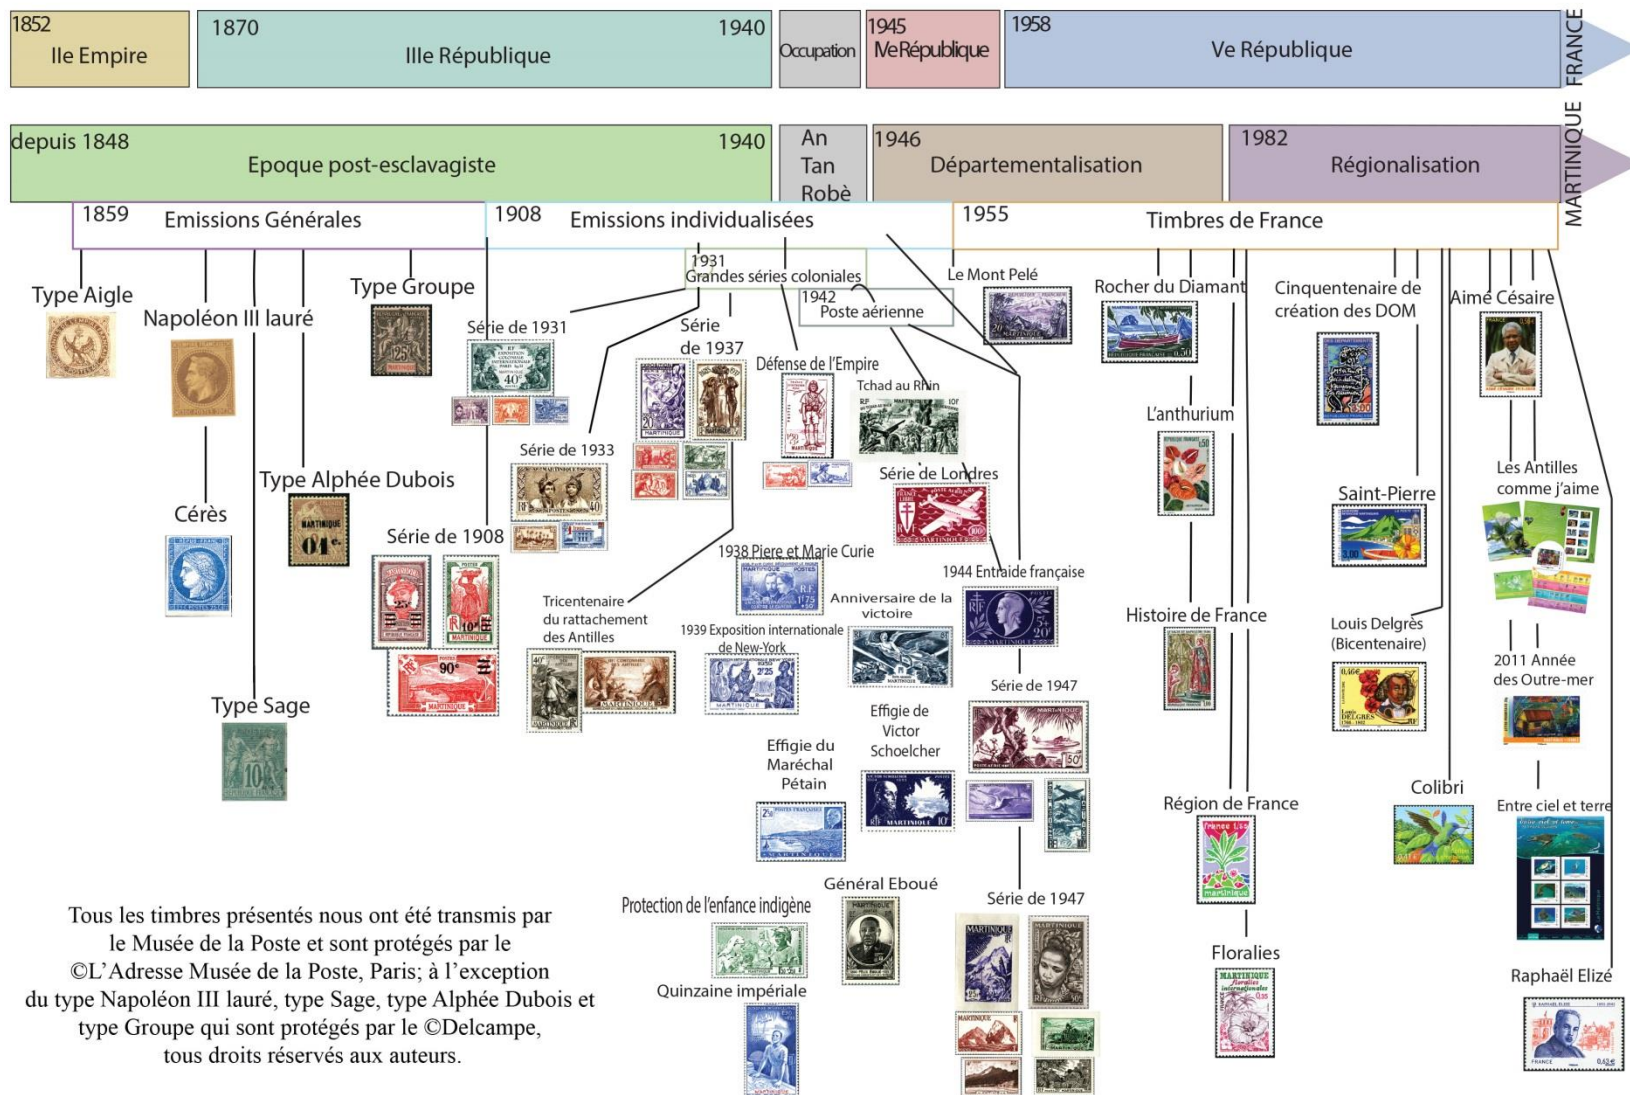 1852
IIe Empire
1870
IIIe République
1940
Occupation
1945
IVe République
1958
Ve République
FRANCE
depuis 1848
Epoque post-esclavagiste
1940
An
Tan
Robè
1946
Départementalisation
1982
Régionalisation
MARTINIQUE
1859
Emissions Générales
1908
Emissions individualisées
1955
Timbres de France
1931
Grandes séries coloniales
1942
Poste aérienne
Type Aigle
Napoléon III lauré
Type Groupe
Série de 1931
Série
de 1937
Défense de l'Empire
Tchad au Rhin
Le Mont Pelé
Rocher du Diamant
Cinquentenaire de
création des DOM
Aimé Césaire
L'anthurium
Série de 1933
Série de Londres
Les Antilles
comme j'aime
Saint-Pierre
Cérès
Type Alphée Dubois
Série de 1908
1938 Piere et Marie Curie
1944 Entraide française
Tricentenaire
du rattachement
des Antilles
Anniversaire de la
victoire
1939 Exposition internationale
de New-York
Histoire de France
Louis Delgrès
(Bicentenaire)
2011 Année
des Outre-mer
Type Sage
Série de 1947
Effigie de
Victor
Schoelcher
Effigie du
Maréchal
Pétain
Région de France
Colibri
Entre ciel et terre
Général Eboué
Série de 1947
Protection de l'enfance indigène
Floralies
Raphaël Elizé
Quinzaine impériale
Tous les timbres présentés nous ont été transmis par
le Musée de la Poste et sont protégés par le
©L'Adresse Musée de la Poste, Paris; à l'exception
du type Napoléon III lauré, type Sage, type Alphée Dubois et
type Groupe qui sont protégés par le ©Delcampe,
tous droits réservés aux auteurs.